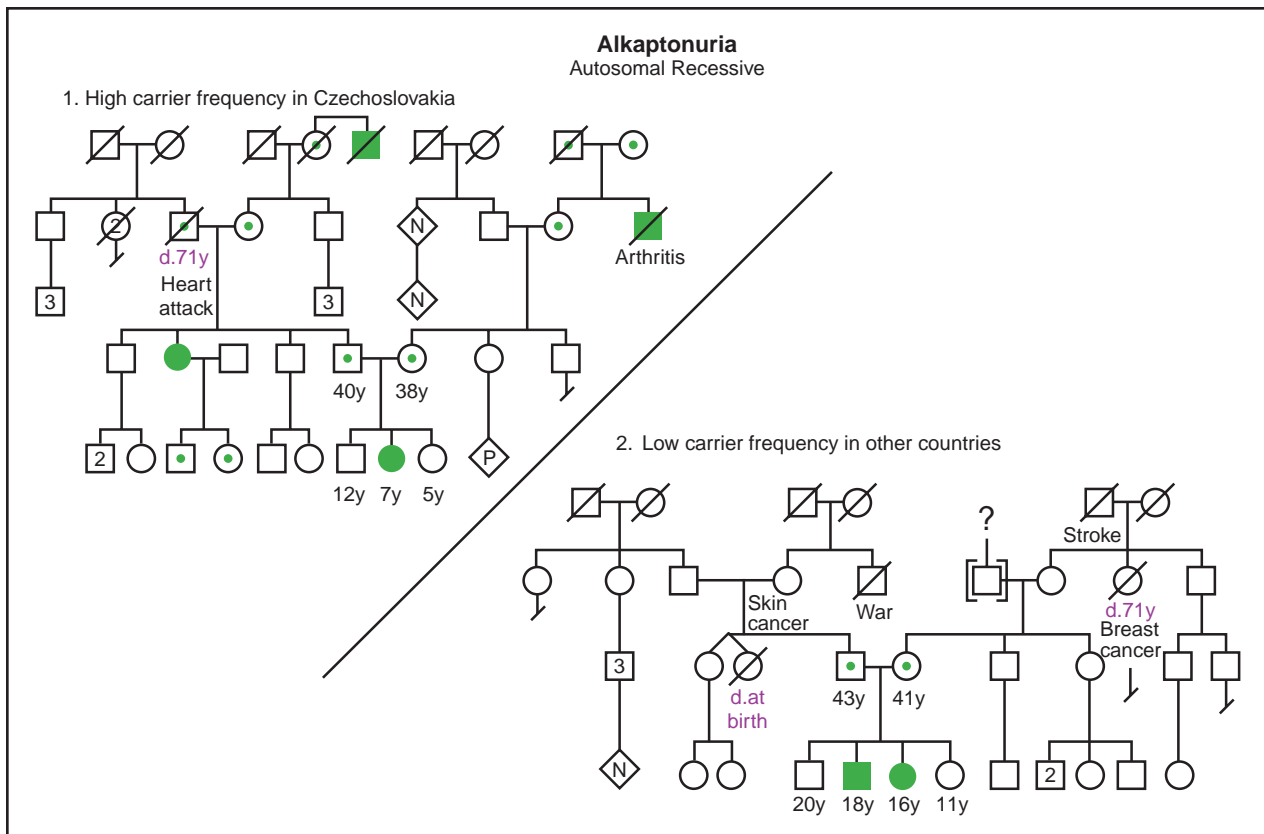 Alkaptonuria
Autosomal Recessive
1. High carrier frequency in Czechoslovakia
2
N
d.71y
Heart
attack
Arthritis
3
3
N
40y
38y
2
P
12y
7y
5y
2. Low carrier frequency in other countries
?
Stroke
Skin
cancer
War
d.71y
Breast
cancer
3
d.at
birth
43y
41y
N
2
20y
18y
16y
11y